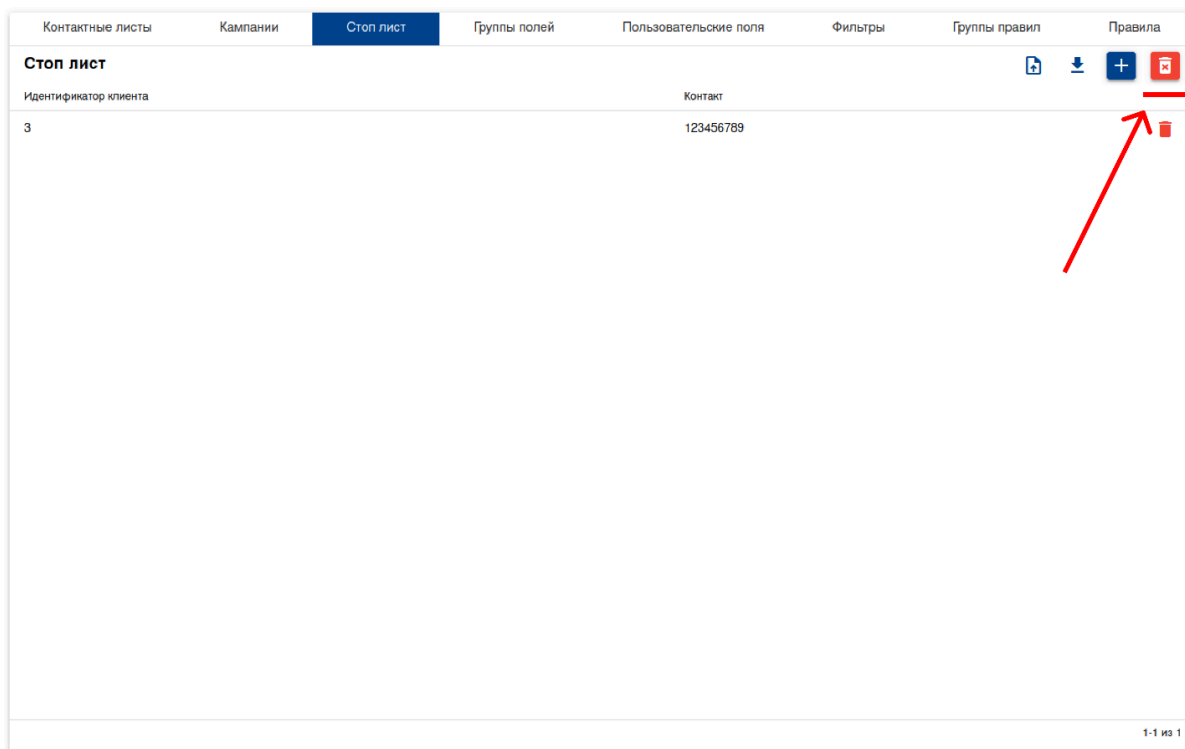 Контактные листы Кампании Стоп лист Группы полей Пользовательские поля Фильтры Группы правил Правила
Стоп лист
Идентификатор клиента Контакт
3 123456789
1-1 из 1